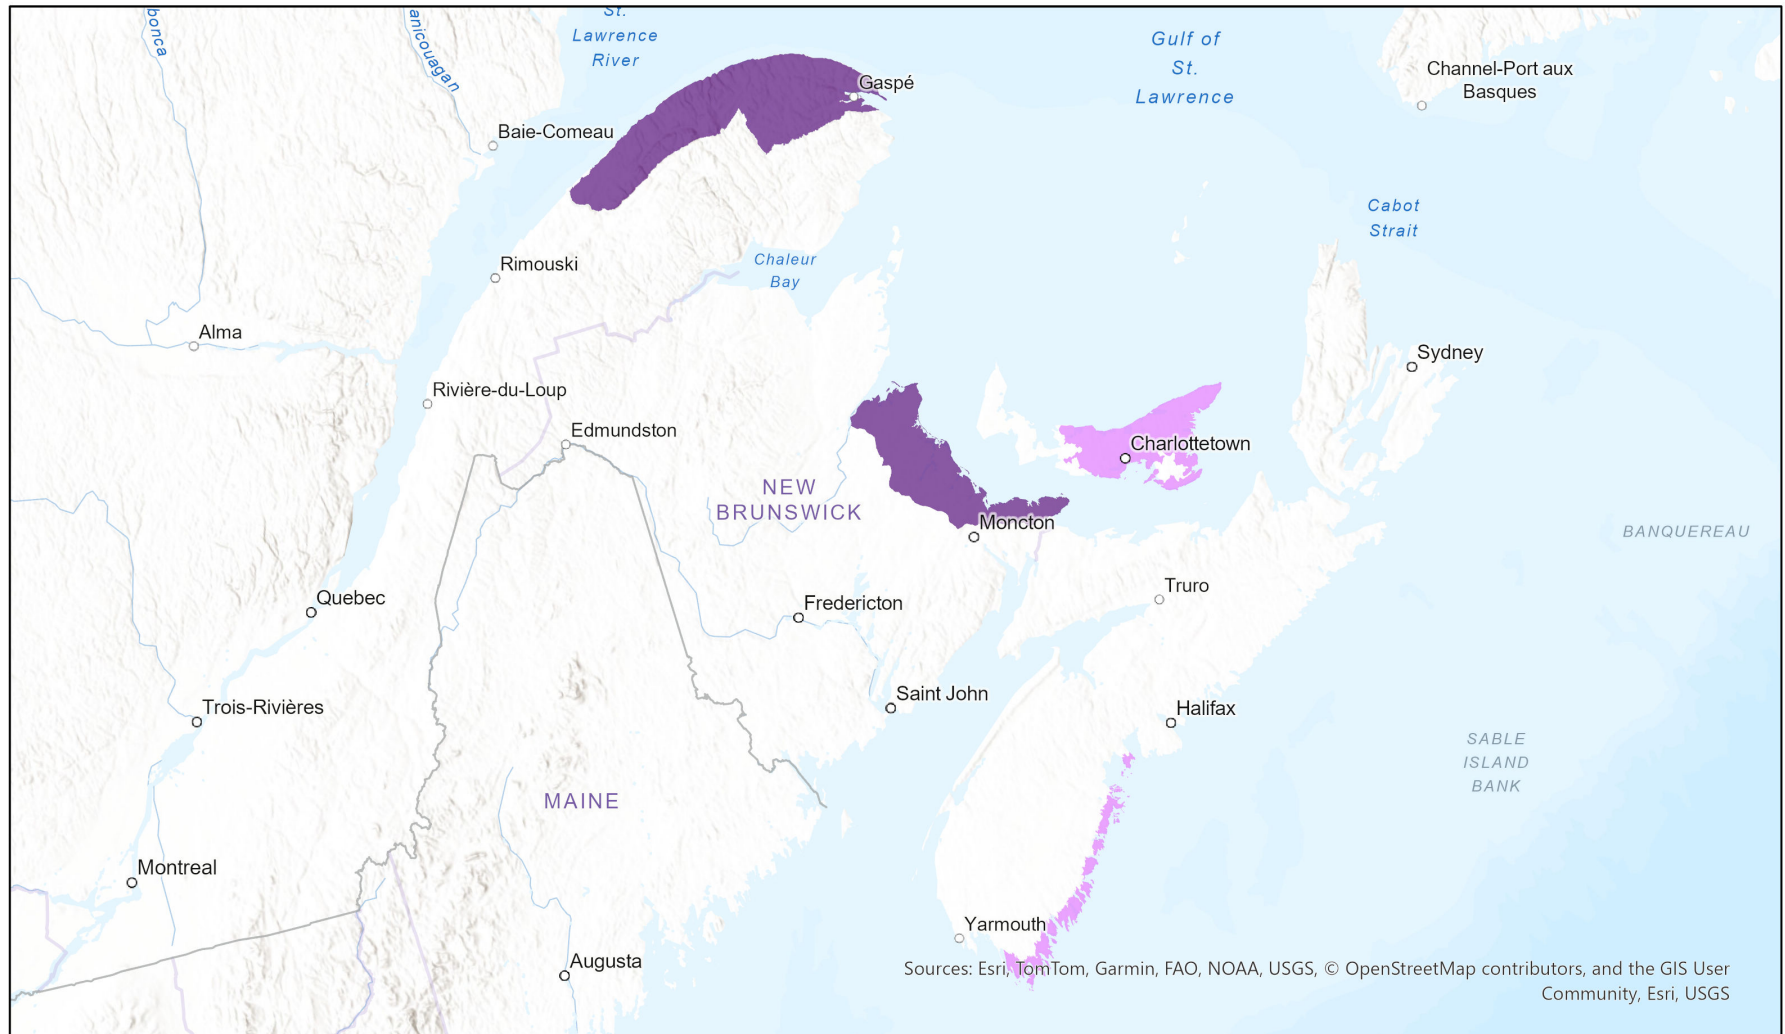 bonca
anicouagan
St.
Lawrence
River
Gulf of
St.
Lawrence
Channel-Port aux
Basques
Gaspé
Baie-Comeau
Cabot
Strait
Rimouski
Chaleur
Bay
Alma
Sydney
Rivière-du-Loup
Edmundston
Charlottetown
NEW
BRUNSWICK
Moncton
BANQUEREAU
Truro
Quebec
Fredericton
Saint John
Trois-Rivières
Halifax
SABLE
ISLAND
BANK
MAINE
Montreal
Yarmouth
Augusta
Sources: Esri, TomTom, Garmin, FAO, NOAA, USGS, © OpenStreetMap contributors, and the GIS User
Community, Esri, USGS